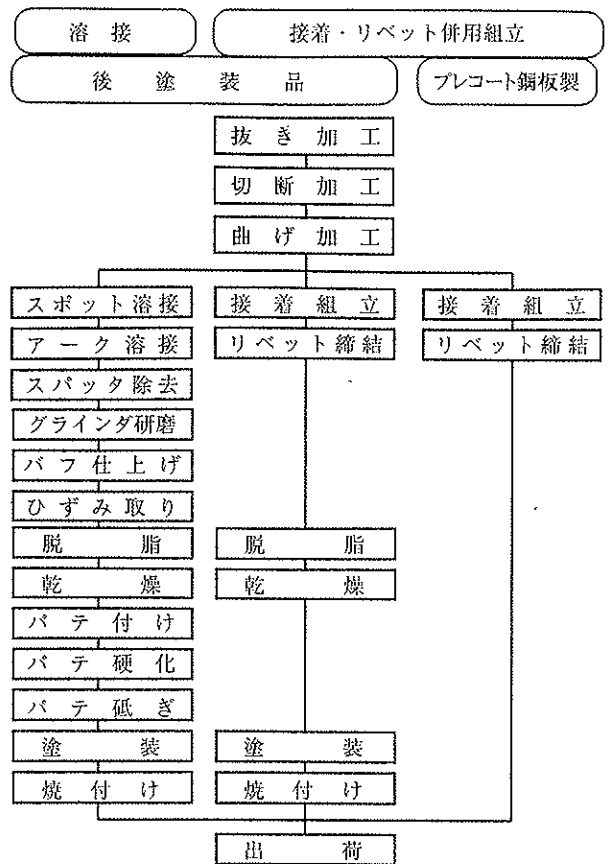 溶接 接着・リベット併用組立
後塗装品 プレコート鋼板製
抜き加工
切断加工
曲げ加工
スポット溶接 接着組立 接着組立
アーク溶接 リベット締結 リベット締結
スパッタ除去
グラインダ研磨
バフ仕上げ
ひずみ取り
脱脂 脱脂
乾燥 乾燥
パテ付け
パテ硬化
パテ砥ぎ
塗装 塗装
焼付け 焼付け
出荷